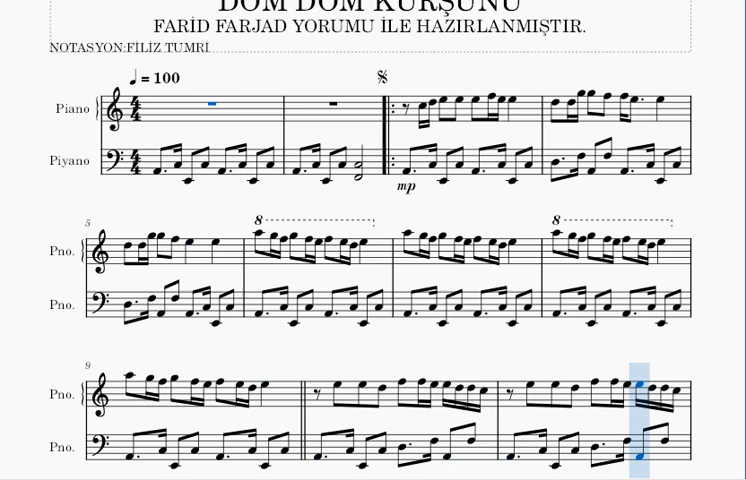 DOM DOM KURŞUNU
FARİD FARJAD YORUMU İLE HAZIRLANMIŞTIR.
NOTASYON:FİLİZ TUMRİ
= 100
Piano
Piyano
mp
5
8
8
Pno.
Pno.
9
Pno.
Pno.